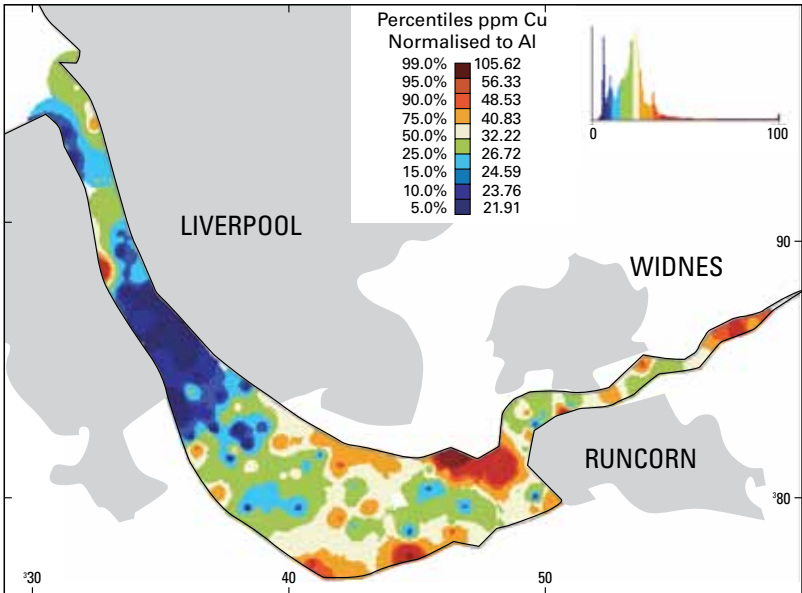 Percentiles ppm Cu
Normalised to Al
99.0% 105.62
95.0% 56.33
90.0% 48.53
75.0% 40.83
50.0% 32.22
25.0% 26.72
15.0% 24.59
10.0% 23.76
5.0% 21.91
0 100
LIVERPOOL
90
WIDNES
RUNCORN
³80
³30 40 50